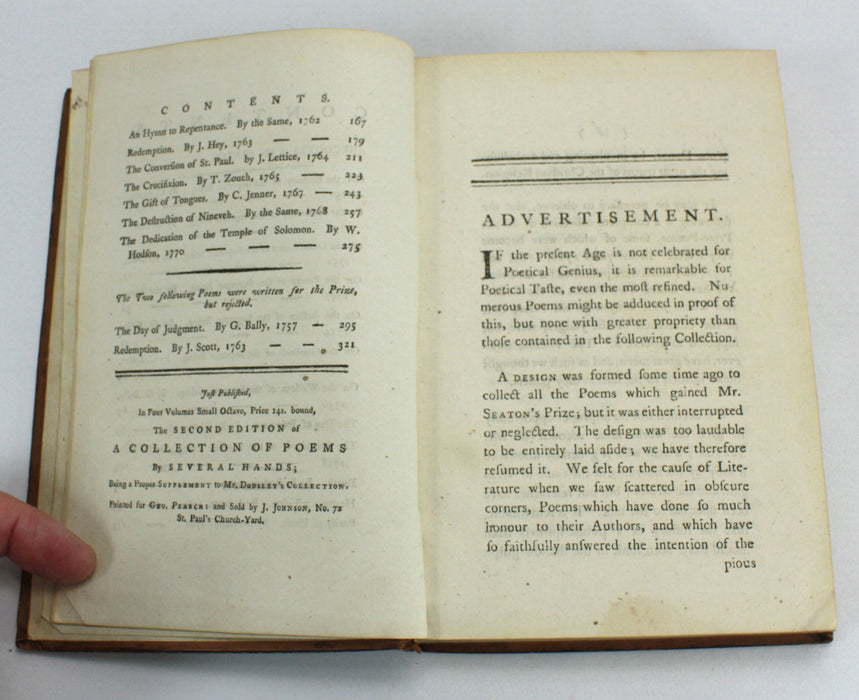 CONTENTS.
An Hymn to Repentance. By the Same, 1762 167
Redemption. By J. Hey, 1763 — — 179
The Converſion of St. Paul. by J. Lettice, 1764 211
The Crucifixion. By T. Zouch, 1765 — 223
The Gift of Tongues. By C. Jenner, 1767 — 243
The Deſtruction of Nineveh. By the Same, 1768 257
The Dedication of the Temple of Solomon. By W.
Hodſon, 1770 — — — 275
The Two following Poems were written for the Prize,
but rejected.
The Day of Judgment. By G. Bally, 1757 — 295
Redemption. By J. Scott, 1763 — — 321
Juſt Publiſhed,
In Four Volumes Small Octavo, Price 14s. bound,
The SECOND EDITION of
A COLLECTION OF POEMS
By SEVERAL HANDS;
Being a Proper SUPPLEMENT to Mr. DODSLEY'S COLLECTION.
Printed for GEO. PEARCH: and Sold by J. JOHNSON, No. 72
St. Paul's Church-Yard,
ADVERTISEMENT.
IF the preſent Age is not celebrated for
Poetical Genius, it is remarkable for
Poetical Taſte, even the moſt refined. Nu
merous Poems might be adduced in proof of
this, but none with greater propriety than
thoſe contained in the following Collection.
A DESIGN was formed ſome time ago to
collect all the Poems which gained Mr.
SEATON'S Prize; but it was either interrupted
or neglected. The deſign was too laudable
to be entirely laid aſide; we have therefore
reſumed it. We felt for the cauſe of Lite-
rature when we ſaw ſcattered in obſcure
corners, Poems which have done ſo much
honour to their Authors, and which have
ſo faithfully anſwered the intention of the
pious